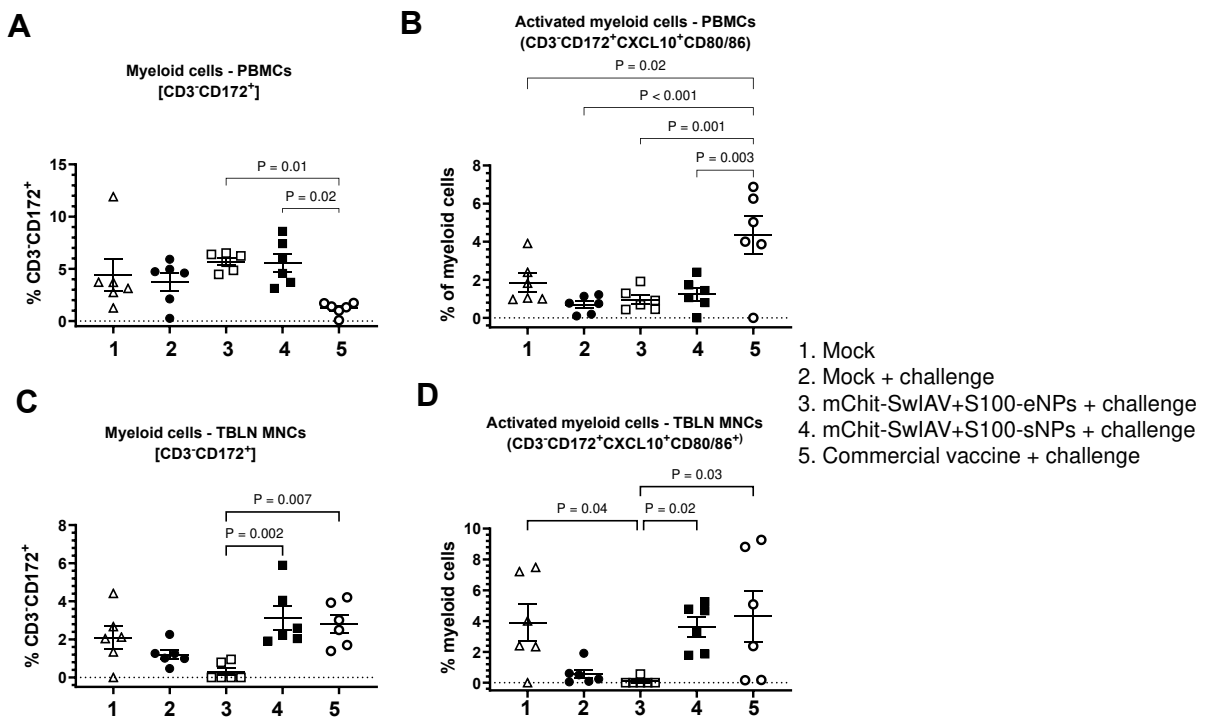 A
Myeloid cells - PBMCs
[CD3⁻CD172⁺]
% CD3⁻CD172⁺
15
10
5
0
P = 0.01
P = 0.02
1 2 3 4 5
B
Activated myeloid cells - PBMCs
(CD3⁻CD172⁺CXCL10⁺CD80/86)
% of myeloid cells
8
6
4
2
0
P = 0.02
P < 0.001
P = 0.001
P = 0.003
1 2 3 4 5
C
Myeloid cells - TBLN MNCs
[CD3⁻CD172⁺]
% CD3⁻CD172⁺
8
6
4
2
0
P = 0.007
P = 0.002
1 2 3 4 5
D
Activated myeloid cells - TBLN MNCs
(CD3⁻CD172⁺CXCL10⁺CD80/86⁺⁾
% myeloid cells
10
8
6
4
2
0
P = 0.03
P = 0.04
P = 0.02
1 2 3 4 5
1. Mock
2. Mock + challenge
3. mChit-SwIAV+S100-eNPs + challenge
4. mChit-SwIAV+S100-sNPs + challenge
5. Commercial vaccine + challenge